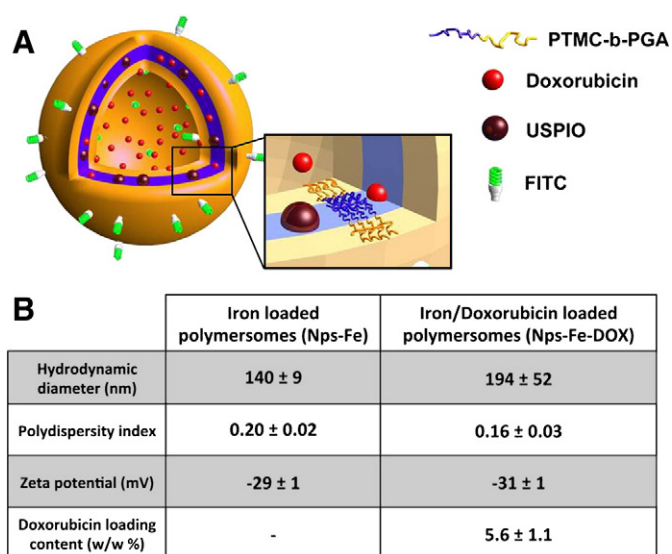 A
PTMC-b-PGA
Doxorubicin
USPIO
FITC
B
Iron loaded
polymersomes (Nps-Fe)
Iron/Doxorubicin loaded
polymersomes (Nps-Fe-DOX)
Hydrodynamic
diameter (nm)
140 ± 9
194 ± 52
Polydispersity index
0.20 ± 0.02
0.16 ± 0.03
Zeta potential (mV)
-29 ± 1
-31 ± 1
Doxorubicin loading
content (w/w %)
-
5.6 ± 1.1